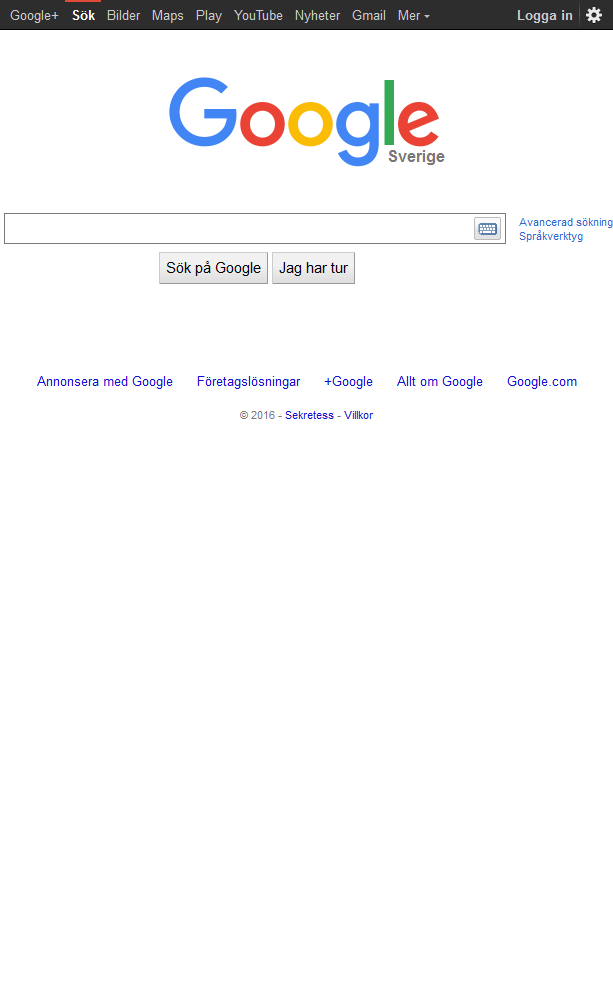 Google+ Sök Bilder Maps Play YouTube Nyheter Gmail Mer Logga in
Google
Sverige
Avancerad sökning
Språkverktyg
Sök på Google Jag har tur
Annonsera med Google Företagslösningar +Google Allt om Google Google.com
© 2016 - Sekretess - Villkor